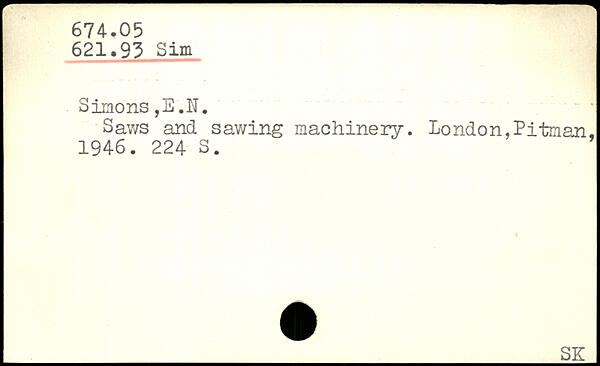 674.05
621.93 Sim
Simons,E.N.
Saws and sawing machinery. London,Pitman,
1946. 224 S.
SK